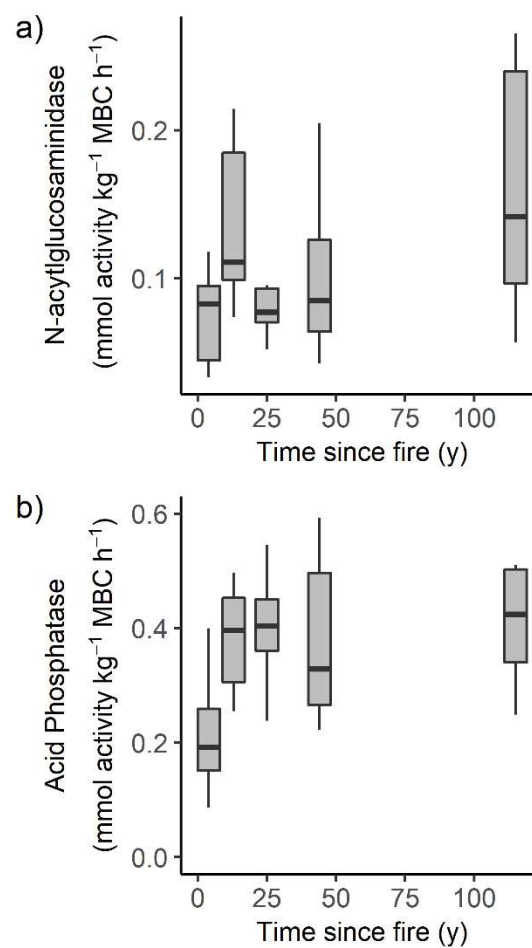 a)
N-acytlglucosaminidase
(mmol activity kg⁻¹ MBC h⁻¹)
0.2
0.1
0 25 50 75 100
Time since fire (y)
b)
Acid Phosphatase
(mmol activity kg⁻¹ MBC h⁻¹)
0.6
0.4
0.2
0.0
0 25 50 75 100
Time since fire (y)